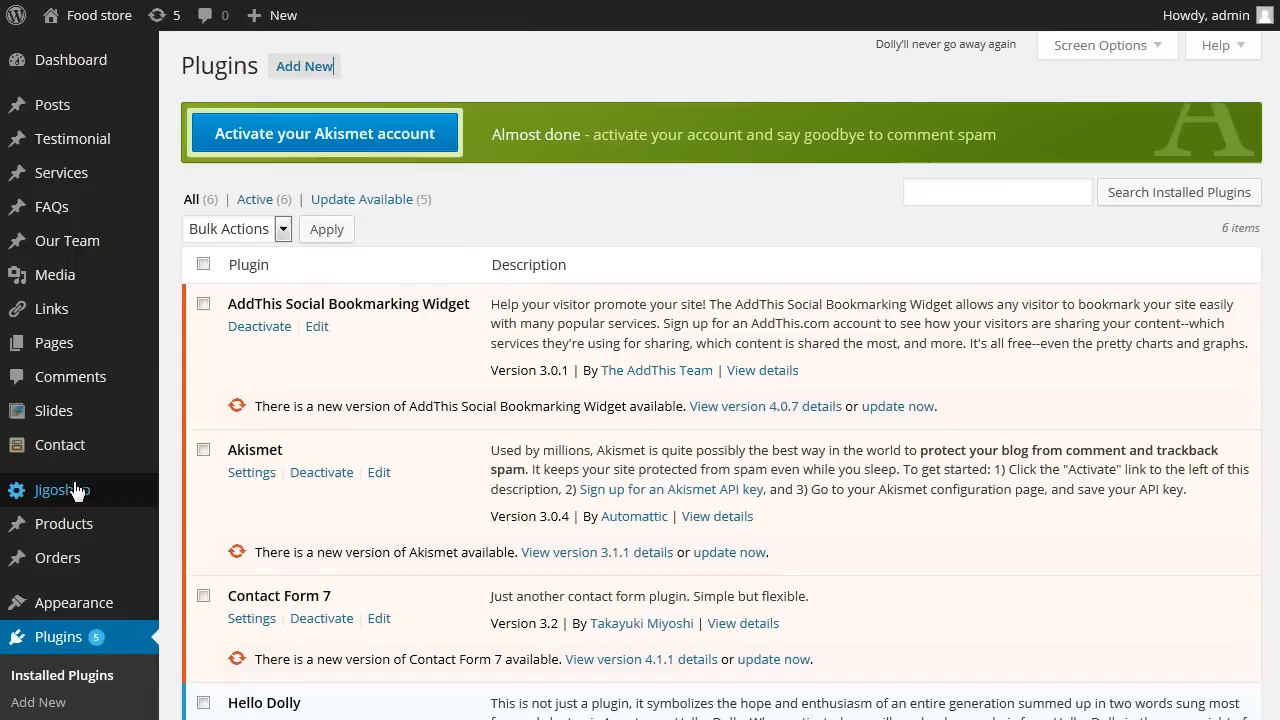 Food store 5 0 New Howdy, admin
Dashboard
Posts
Testimonial
Services
FAQs
Our Team
Media
Links
Pages
Comments
Slides
Contact
Products
Orders
Appearance
Plugins 5
Installed Plugins
Add New
Dolly'll never go away again
Screen Options
Help
Plugins Add New
Activate your Akismet account
Almost done - activate your account and say goodbye to comment spam
All (6) | Active (6) | Update Available (5)
Search Installed Plugins
Bulk Actions Apply
6 items
Plugin Description
AddThis Social Bookmarking Widget
Deactivate | Edit
Help your visitor promote your site! The AddThis Social Bookmarking Widget allows any visitor to bookmark your site easily
with many popular services. Sign up for an AddThis.com account to see how your visitors are sharing your content--which
services they're using for sharing, which content is shared the most, and more. It's all free--even the pretty charts and graphs.
Version 3.0.1 | By The AddThis Team | View details
There is a new version of AddThis Social Bookmarking Widget available. View version 4.0.7 details or update now.
Akismet
Settings | Deactivate | Edit
Used by millions, Akismet is quite possibly the best way in the world to protect your blog from comment and trackback
spam. It keeps your site protected from spam even while you sleep. To get started: 1) Click the "Activate" link to the left of this
description, 2) Sign up for an Akismet API key, and 3) Go to your Akismet configuration page, and save your API key.
Version 3.0.4 | By Automattic | View details
There is a new version of Akismet available. View version 3.1.1 details or update now.
Contact Form 7
Settings | Deactivate | Edit
Just another contact form plugin. Simple but flexible.
Version 3.2 | By Takayuki Miyoshi | View details
There is a new version of Contact Form 7 available. View version 4.1.1 details or update now.
Hello Dolly
This is not just a plugin, it symbolizes the hope and enthusiasm of an entire generation summed up in two words sung most